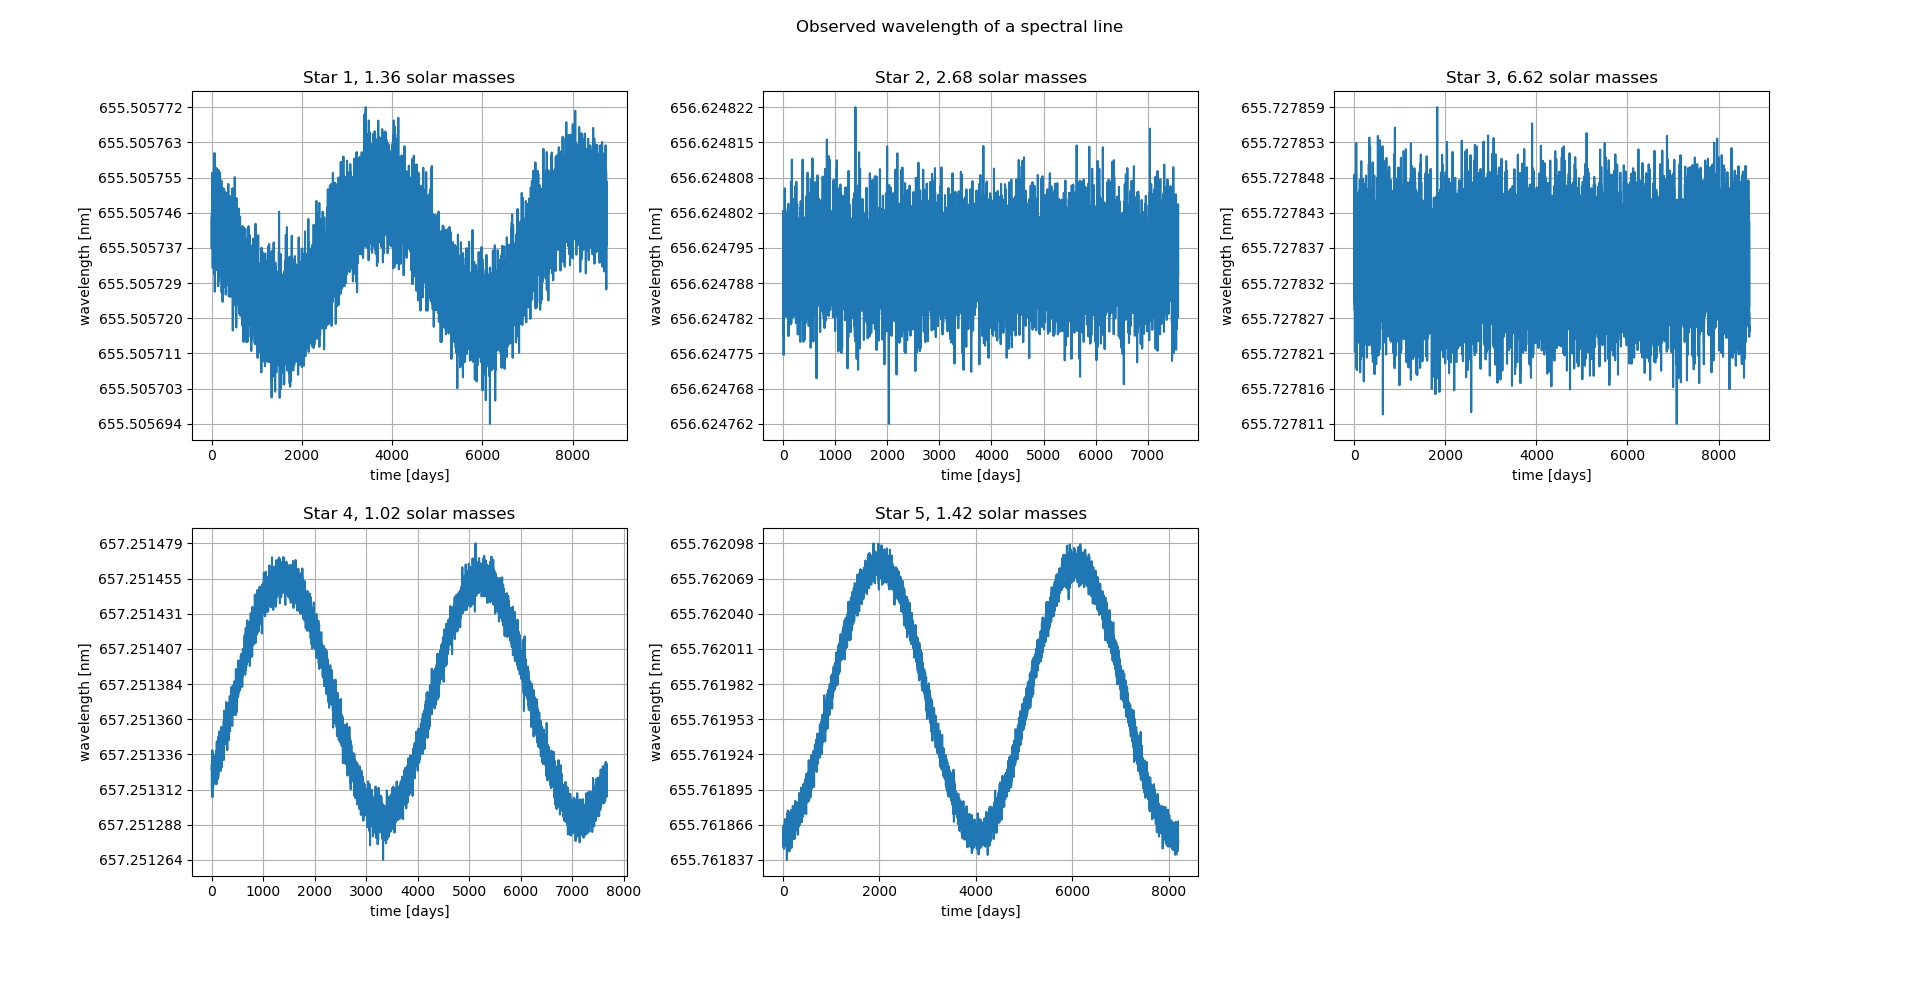 Observed wavelength of a spectral line
Star 1, 1.36 solar masses
655.505772
655.505763
655.505755
655.505746
655.505737
655.505729
655.505720
655.505711
655.505703
655.505694
wavelength [nm]
0 2000 4000 6000 8000
time [days]
Star 2, 2.68 solar masses
656.624822
656.624815
656.624808
656.624802
656.624795
656.624788
656.624782
656.624775
656.624768
656.624762
wavelength [nm]
0 1000 2000 3000 4000 5000 6000 7000
time [days]
Star 3, 6.62 solar masses
655.727859
655.727853
655.727848
655.727843
655.727837
655.727832
655.727827
655.727821
655.727816
655.727811
wavelength [nm]
0 2000 4000 6000 8000
time [days]
Star 4, 1.02 solar masses
657.251479
657.251455
657.251431
657.251407
657.251384
657.251360
657.251336
657.251312
657.251288
657.251264
wavelength [nm]
0 1000 2000 3000 4000 5000 6000 7000 8000
time [days]
Star 5, 1.42 solar masses
655.762098
655.762069
655.762040
655.762011
655.761982
655.761953
655.761924
655.761895
655.761866
655.761837
wavelength [nm]
0 2000 4000 6000 8000
time [days]